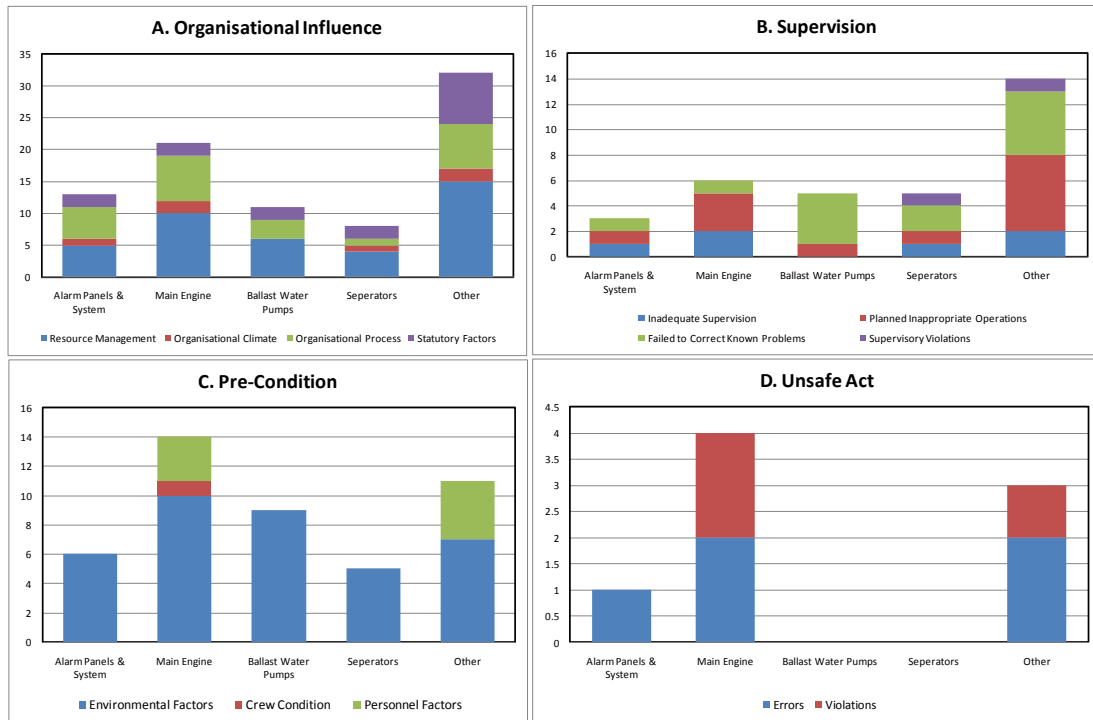 A. Organisational Influence
35
30
25
20
15
10
5
0
Alarm Panels &
System
Main Engine
Ballast Water
Pumps
Seperators
Other
Resource Management Organisational Climate Organisational Process Statutory Factors
B. Supervision
16
14
12
10
8
6
4
2
0
Alarm Panels &
System
Main Engine
Ballast Water Pumps
Seperators
Other
Inadequate Supervision Planned Inappropriate Operations
Failed to Correct Known Problems Supervisory Violations
C. Pre-Condition
16
14
12
10
8
6
4
2
0
Alarm Panels &
System
Main Engine
Ballast Water
Pumps
Seperators
Other
Environmental Factors Crew Condition Personnel Factors
D. Unsafe Act
4.5
4
3.5
3
2.5
2
1.5
1
0.5
0
Alarm Panels &
System
Main Engine
Ballast Water Pumps
Seperators
Other
Errors Violations